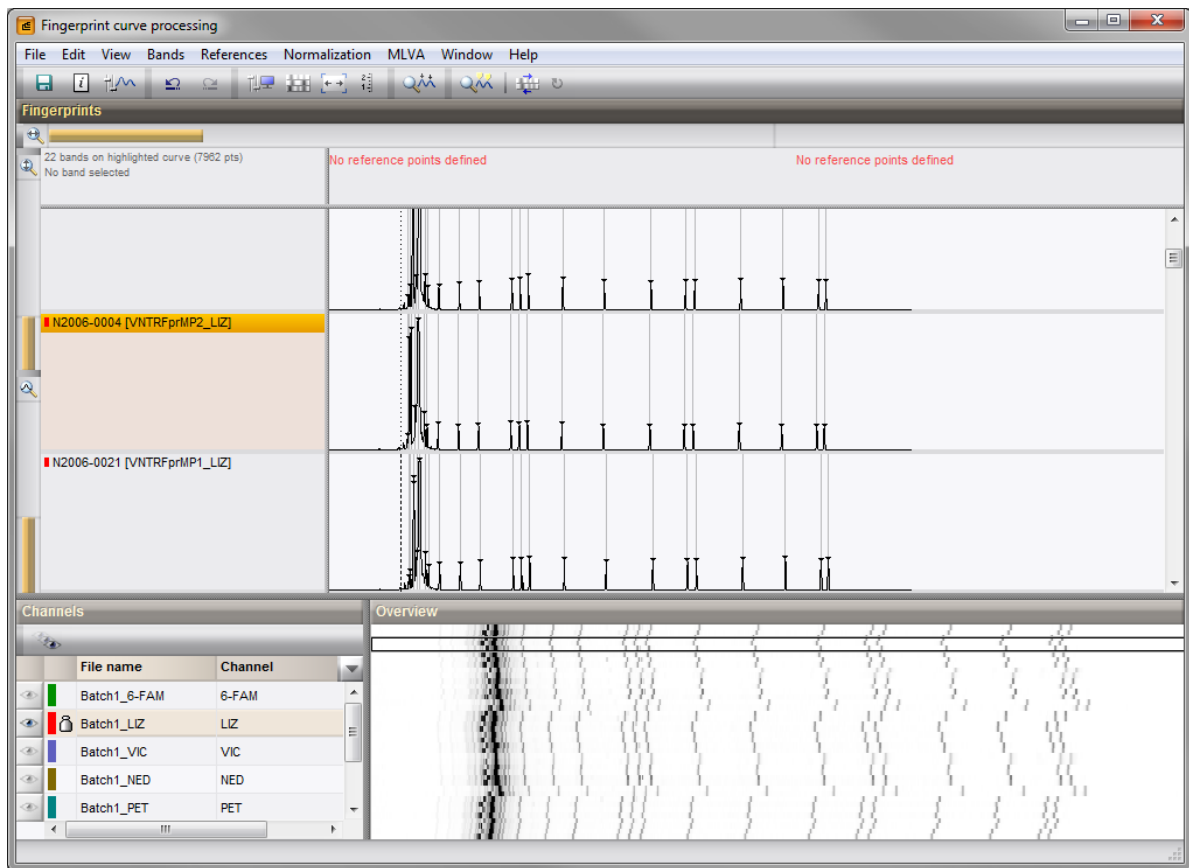 Fingerprint curve processing
File Edit View Bands References Normalization MLVA Window Help
Fingerprints
22 bands on highlighted curve (7962 pts)
No band selected
No reference points defined
No reference points defined
N2006-0004 [VNTRFprMP2_LIZ]
N2006-0021 [VNTRFprMP1_LIZ]
Channels
Overview
File name Channel
Batch1_6-FAM 6-FAM
Batch1_LIZ LIZ
Batch1_VIC VIC
Batch1_NED NED
Batch1_PET PET